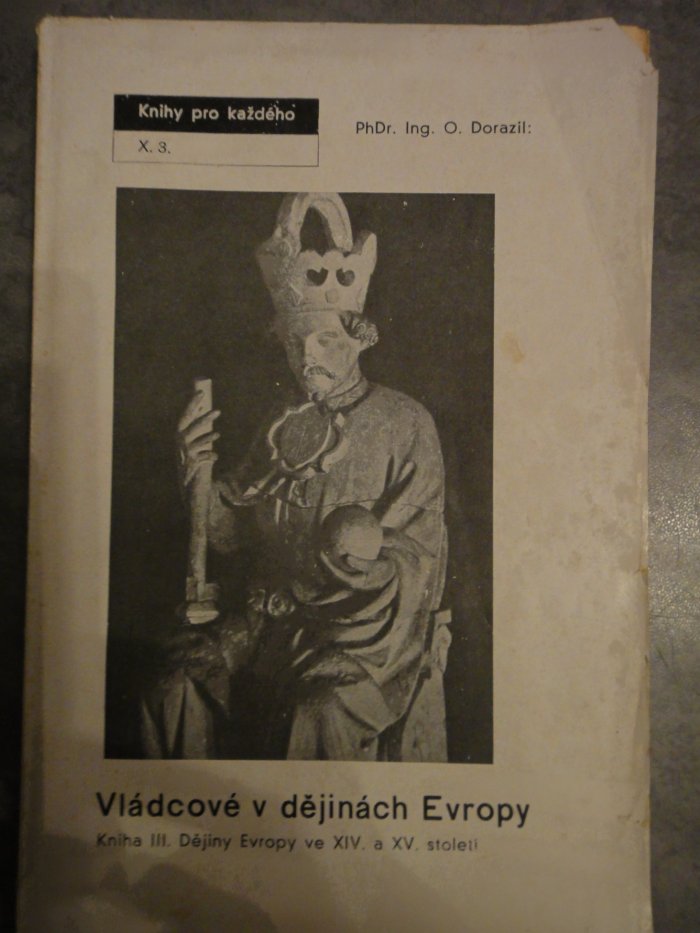 Knihy pro každého
X. 3.
PhDr. Ing. O. Dorazil:
Vládcové v dějinách Evropy
Kniha III. Dějiny Evropy ve XIV. a XV. století